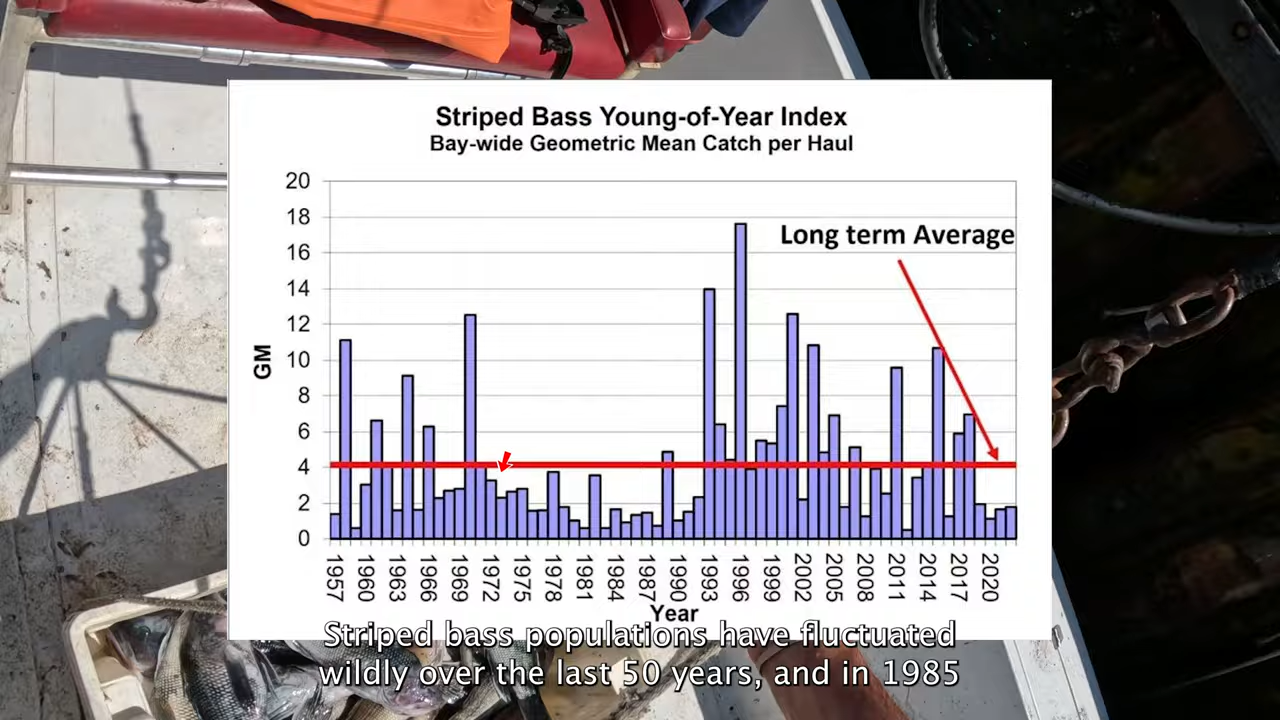 Striped Bass Young-of-Year Index
Bay-wide Geometric Mean Catch per Haul
20
18
Long term Average
16
14
12
GM
10
8
6
4
2
0
1957 1960 1963 1966 1969 1972 1975 1978 1981 1984 1987 1990 1993 1996 1999 2002 2005 2008 2011 2014 2017 2020
Year
Striped bass populations have fluctuated
wildly over the last 50 years, and in 1985